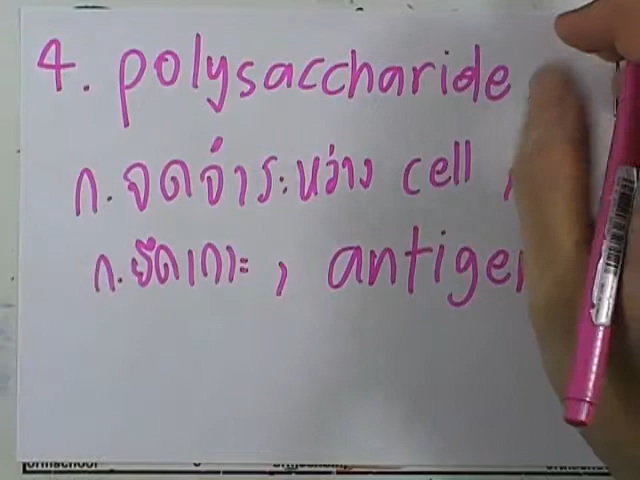 4. polysaccharide
ก. จดจำระหว่าง cell ,
ก. ยึดเกาะ , antigen